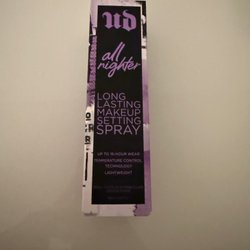 UD
all
nighter
LONG
LASTING
MAKEUP
SETTING
SPRAY
UP TO 16-HOUR WEAR
TEMPERATURE CONTROL
TECHNOLOGY
LIGHTWEIGHT